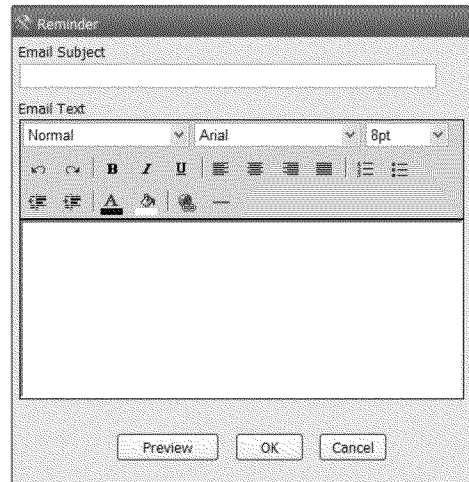 Reminder
Email Subject
Email Text
Normal Arial 8pt
B I U
A
Preview OK Cancel